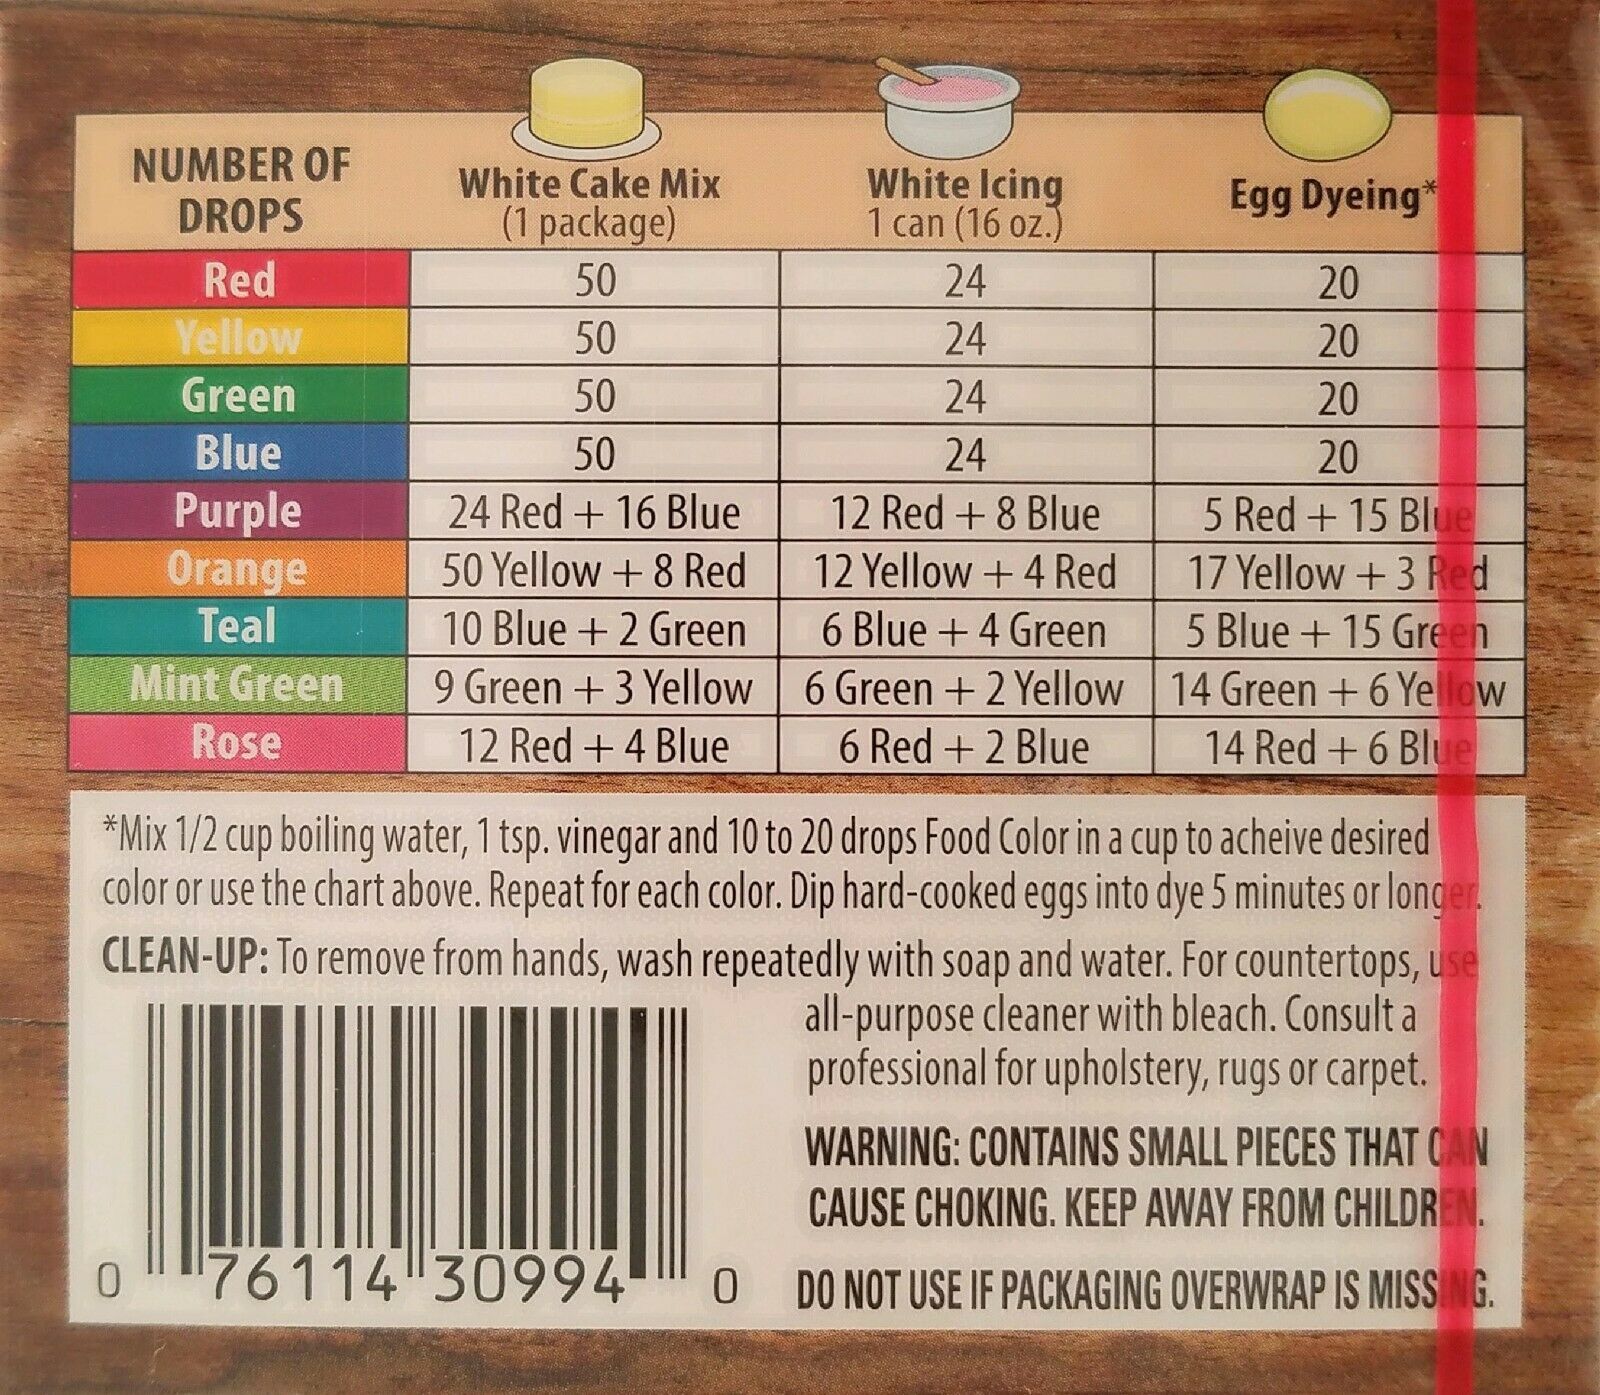 NUMBER OF
DROPS
White Cake Mix
(1 package)
White Icing
1 can (16 oz.)
Egg Dyeing*
Red 50 24 20
Yellow 50 24 20
Green 50 24 20
Blue 50 24 20
Purple 24 Red + 16 Blue 12 Red + 8 Blue 5 Red + 15 Blue
Orange 50 Yellow + 8 Red 12 Yellow + 4 Red 17 Yellow + 3 Red
Teal 10 Blue + 2 Green 6 Blue + 4 Green 5 Blue + 15 Green
Mint Green 9 Green + 3 Yellow 6 Green + 2 Yellow 14 Green + 6 Yellow
Rose 12 Red + 4 Blue 6 Red + 2 Blue 14 Red + 6 Blue
*Mix 1/2 cup boiling water, 1 tsp. vinegar and 10 to 20 drops Food Color in a cup to acheive desired
color or use the chart above. Repeat for each color. Dip hard-cooked eggs into dye 5 minutes or longer.
CLEAN-UP: To remove from hands, wash repeatedly with soap and water. For countertops, use
all-purpose cleaner with bleach. Consult a
professional for upholstery, rugs or carpet.
WARNING: CONTAINS SMALL PIECES THAT CAN
CAUSE CHOKING. KEEP AWAY FROM CHILDREN.
DO NOT USE IF PACKAGING OVERWRAP IS MISSING.
0 76114 30994 0